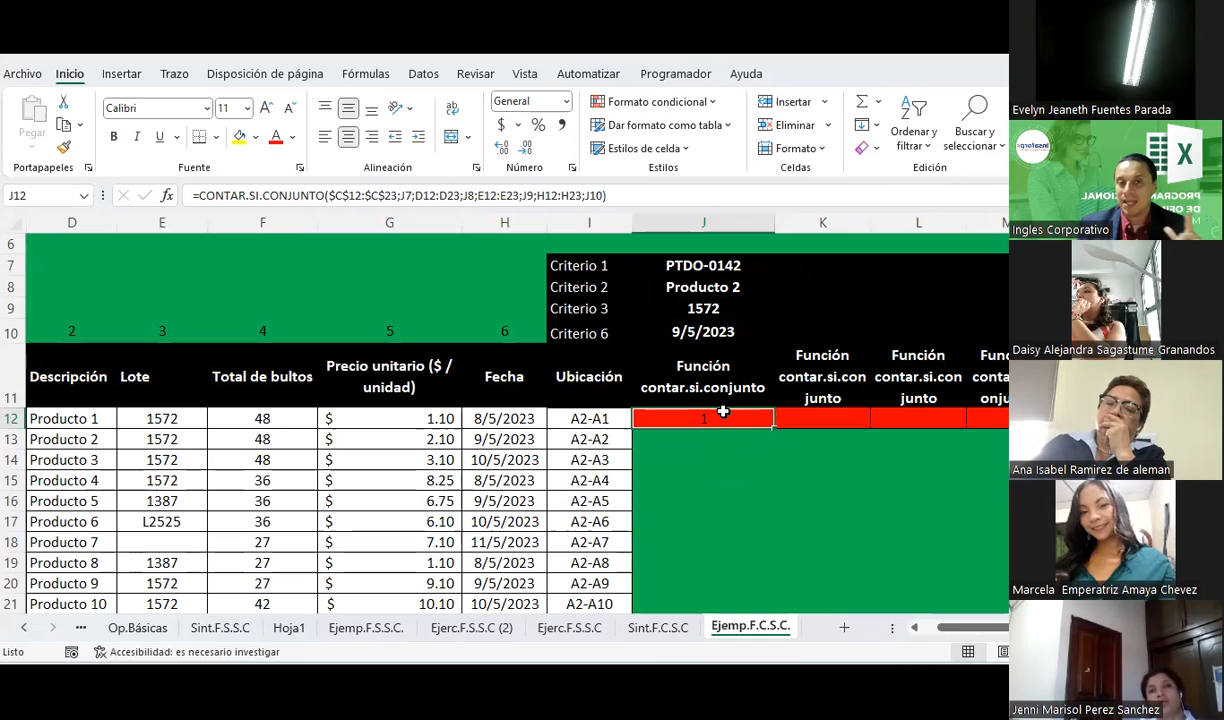 Archivo Inicio Insertar Trazo Disposición de página Fórmulas Datos Revisar Vista Automatizar Programador Ayuda
Pegar
Calibri 11
N K S
General
$ % ,
Formato condicional
Dar formato como tabla
Estilos de celda
Insertar
Eliminar
Formato
Ordenar y filtrar
Buscar y seleccionar
Portapapeles Fuente Alineación Número Estilos Celdas Edición
J12 fx =CONTAR.SI.CONJUNTO($C$12:$C$23;J7;D12:D23;J8;E12:E23;J9;H12:H23;J10)
D E F G H I J K L M
6
7 Criterio 1 PTDO-0142
8 Criterio 2 Producto 2
9 Criterio 3 1572
10 2 3 4 5 6 Criterio 6 9/5/2023
11 Descripción Lote Total de bultos Precio unitario ($ / unidad) Fecha Ubicación Función contar.si.conjunto Función contar.si.con junto Función contar.si.con junto
12 Producto 1 1572 48 $ 1.10 8/5/2023 A2-A1 1
13 Producto 2 1572 48 $ 2.10 9/5/2023 A2-A2
14 Producto 3 1572 48 $ 3.10 10/5/2023 A2-A3
15 Producto 4 1572 36 $ 8.25 8/5/2023 A2-A4
16 Producto 5 1387 36 $ 6.75 9/5/2023 A2-A5
17 Producto 6 L2525 36 $ 6.10 10/5/2023 A2-A6
18 Producto 7 27 $ 7.10 11/5/2023 A2-A7
19 Producto 8 1387 27 $ 1.10 8/5/2023 A2-A8
20 Producto 9 1572 27 $ 9.10 9/5/2023 A2-A9
21 Producto 10 1572 42 $ 10.10 10/5/2023 A2-A10
Op.Básicas Sint.F.S.S.C Hoja1 Ejemp.F.S.S.C. Ejerc.F.S.S.C (2) Ejerc.F.S.S.C Sint.F.C.S.C Ejemp.F.C.S.C.
Listo Accesibilidad: es necesario investigar
Evelyn Jeaneth Fuentes Parada
Ingles Corporativo
Daisy Alejandra Sagastume Granandos
Ana Isabel Ramirez de aleman
Marcela Emperatriz Amaya Chevez
Jenni Marisol Perez Sanchez